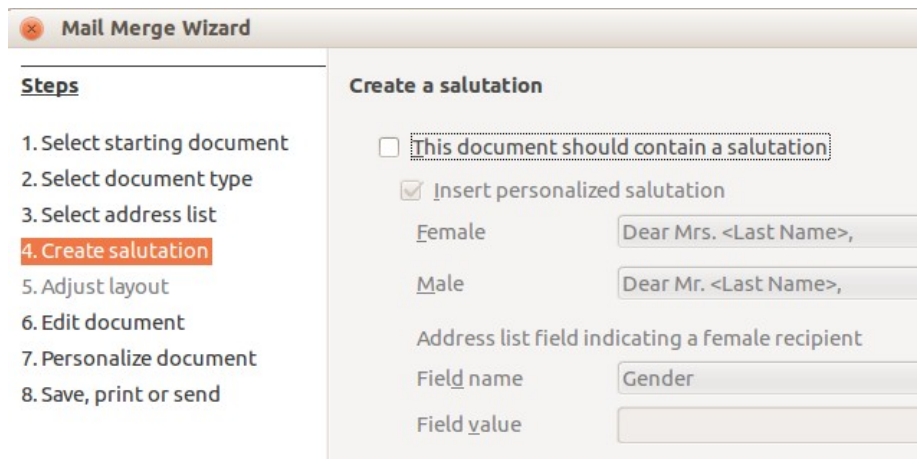 Mail Merge Wizard
Steps
1. Select starting document
2. Select document type
3. Select address list
4. Create salutation
5. Adjust layout
6. Edit document
7. Personalize document
8. Save, print or send
Create a salutation
This document should contain a salutation
Insert personalized salutation
Female Dear Mrs. <Last Name>,
Male Dear Mr. <Last Name>,
Address list field indicating a female recipient
Field name Gender
Field value